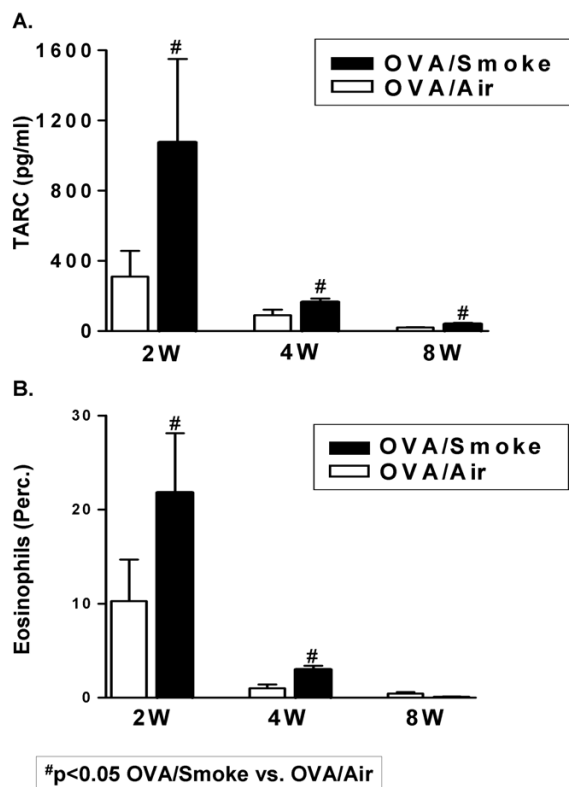 A.
1600
1200
800
400
0
TARC (pg/ml)
#
#
#
OVA/Smoke
OVA/Air
2W 4W 8W
B.
30
20
10
0
Eosinophils (Perc.)
#
#
OVA/Smoke
OVA/Air
2W 4W 8W
#p<0.05 OVA/Smoke vs. OVA/Air